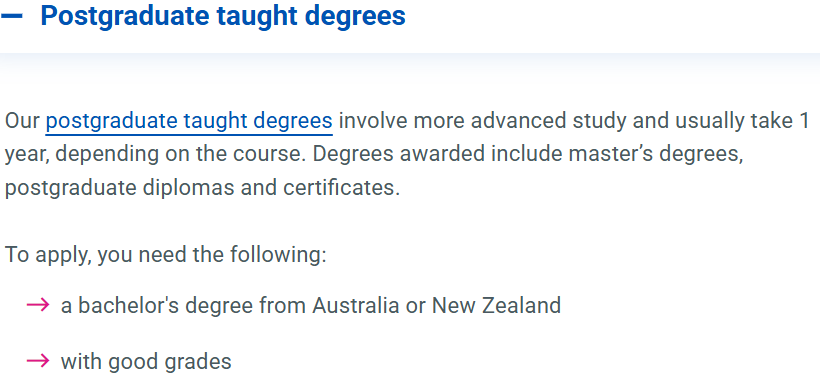 Postgraduate taught degrees
Our postgraduate taught degrees involve more advanced study and usually take 1
year, depending on the course. Degrees awarded include master’s degrees,
postgraduate diplomas and certificates.
To apply, you need the following:
a bachelor's degree from Australia or New Zealand
with good grades